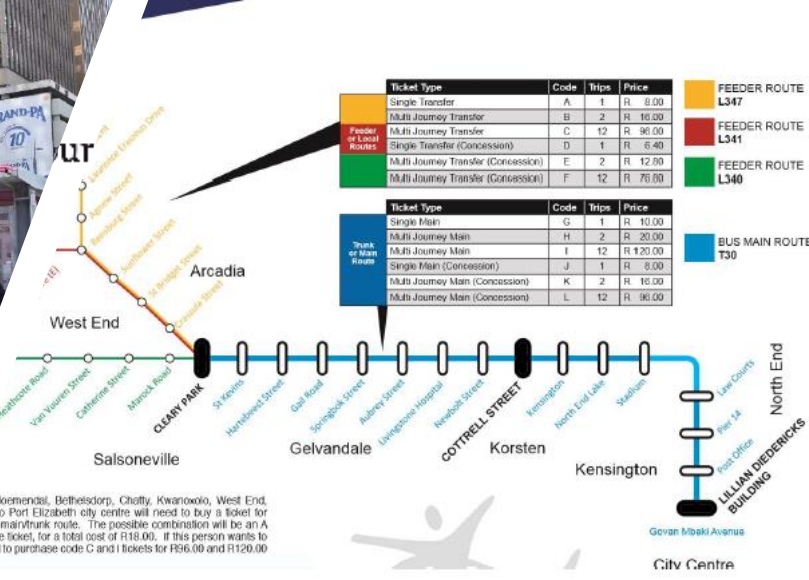 RAND-PA
10
ur
Ticket Type Code Trips Price
Single Transfer A 1 R 8.00
Multi Journey Transfer B 2 R 16.00
Multi Journey Transfer C 12 R 96.00
Single Transfer (Concession) D 1 R 6.40
Multi Journey Transfer (Concession) E 2 R 12.80
Multi Journey Transfer (Concession) F 12 R 76.80
Feeder
or Local
Routes
FEEDER ROUTE
L347
FEEDER ROUTE
L341
FEEDER ROUTE
L340
Ticket Type Code Trips Price
Single Main G 1 R 10.00
Multi Journey Main H 2 R 20.00
Multi Journey Main I 12 R 120.00
Single Main (Concession) J 1 R 8.00
Multi Journey Main (Concession) K 2 R 16.00
Multi Journey Main (Concession) L 12 R 96.00
Trunk
or Main
Route
BUS MAIN ROUTE
T30
Agnew Street
Rensburg Street
Sunflower Street
St Bridget Street
Arcadia
West End
Heathcote Road
Van Vuuren Street
Catherine Street
Marock Road
CLEARY PARK
St Kevins
Hartebeest Street
Gail Road
Springbok Street
Aubrey Street
Livingstone Hospital
Newbolt Street
COTTRELL STREET
Kensington
North End Lake
Stadium
Law Courts
Pier 14
Post Office
LILLIAN DIEDERICKS
BUILDING
North End
Salsoneville
Gelvandale
Korsten
Kensington
Govan Mbeki Avenue
City Centre
loemendal, Bethelsdorp, Chatty, Kwanoxolo, West End,
o Port Elizabeth city centre will need to buy a ticket for
main/trunk route. The possible combination will be an A
e ticket, for a total cost of R18.00. If this person wants to
d to purchase code C and I tickets for R96.00 and R120.00